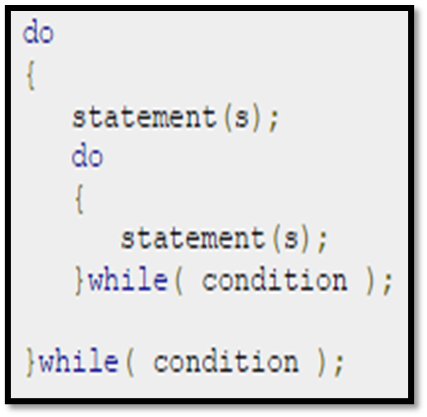 do
{
statement(s);
do
{
statement(s);
}while( condition );
}while( condition );